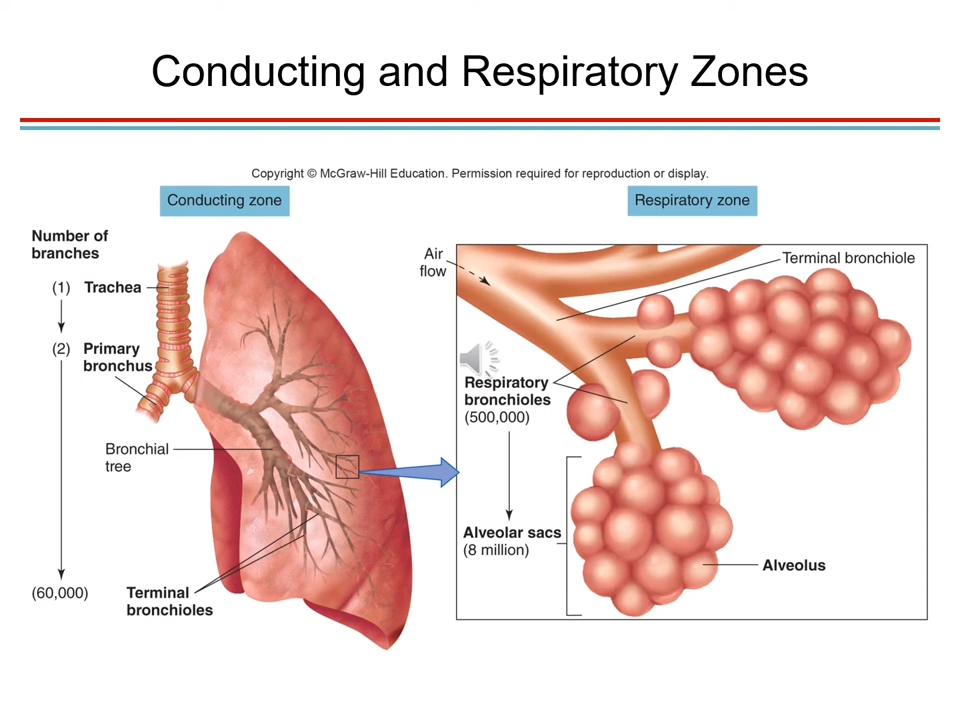 Conducting and Respiratory Zones
Copyright © McGraw-Hill Education. Permission required for reproduction or display.
Conducting zone
Number of
branches
(1) Trachea
(2) Primary
bronchus
Bronchial
tree
(60,000)
Terminal
bronchioles
Respiratory zone
Air
flow
Terminal bronchiole
Respiratory
bronchioles
(500,000)
Alveolar sacs
(8 million)
Alveolus